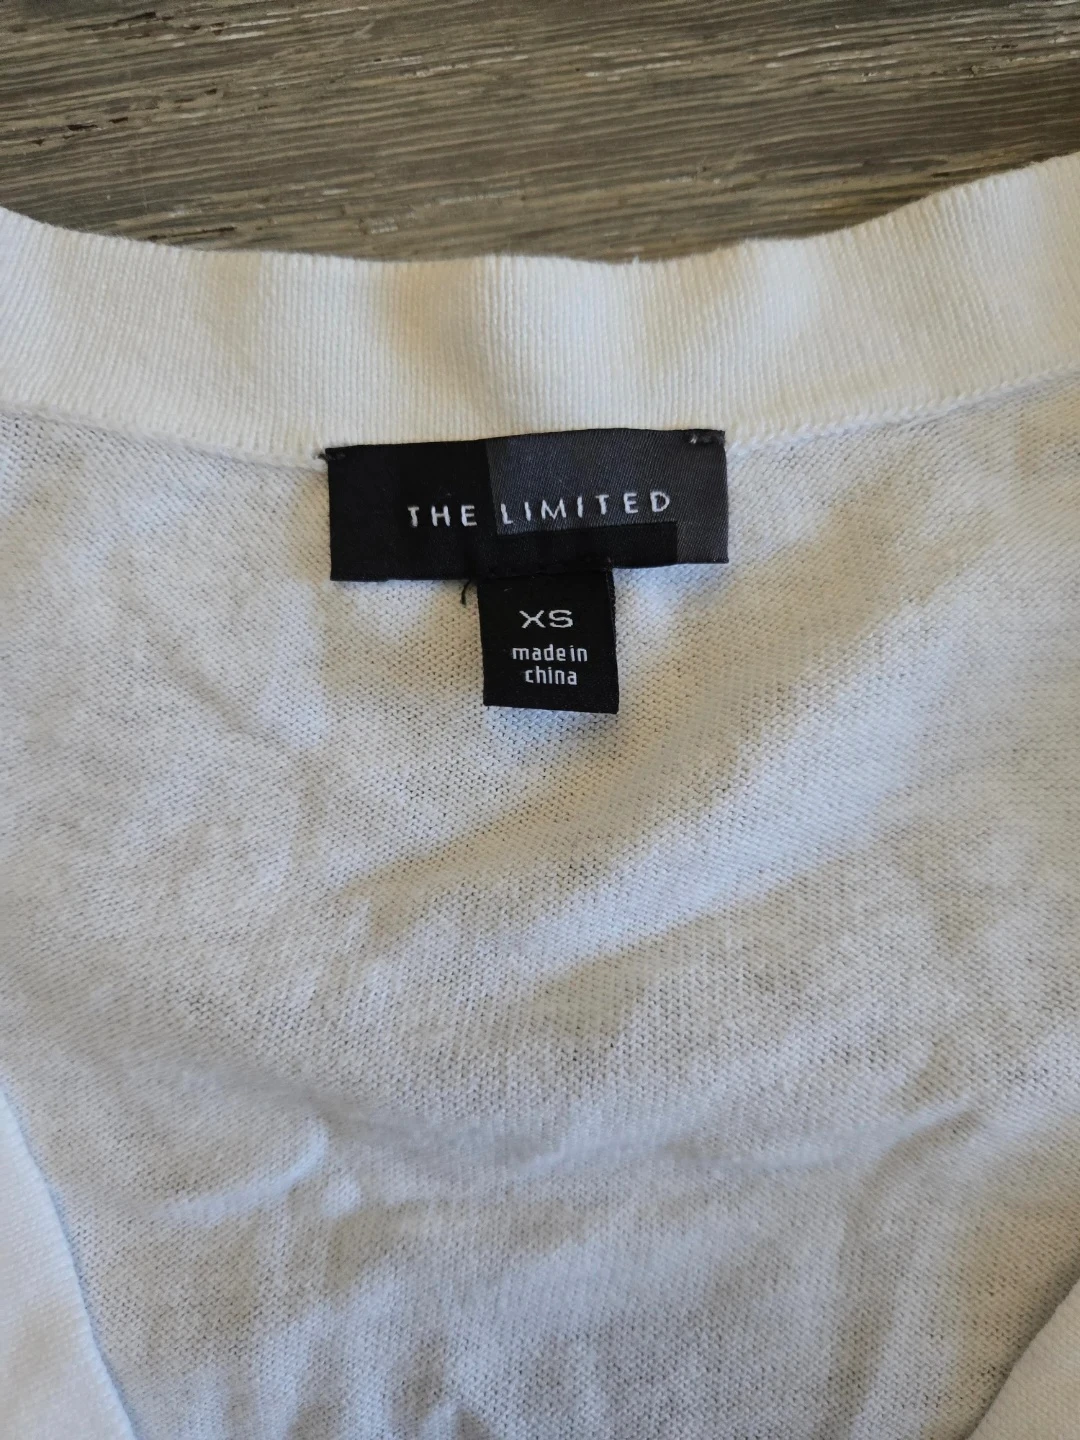 THE LIMITED
XS
made in
china